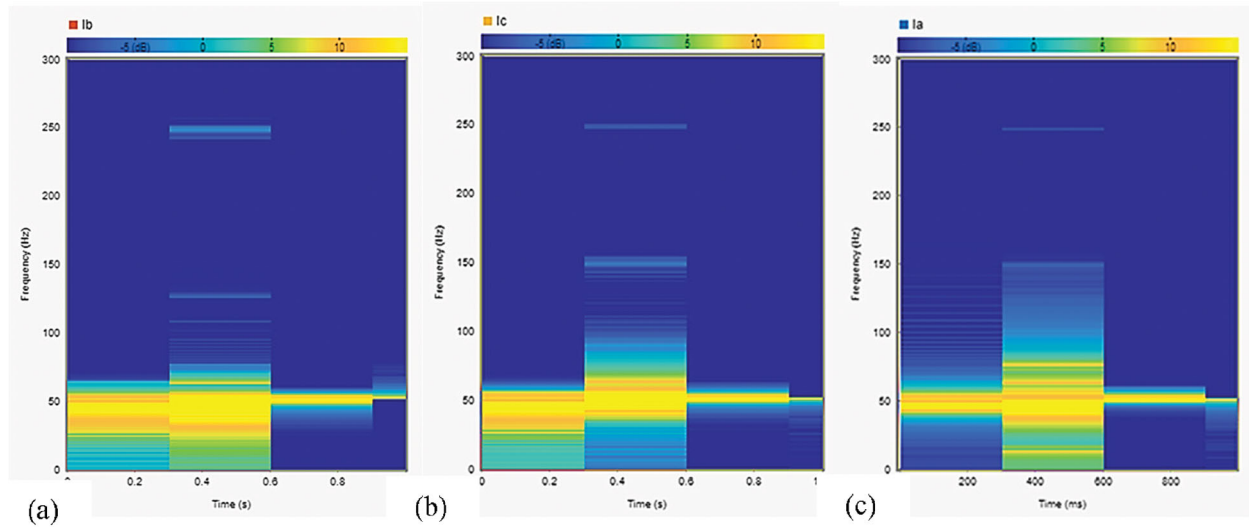 Ib
-5 (dB) 0 5 10
300
250
200
150
100
50
0
Frequency (Hz)
0.2 0.4 0.6 0.8
Time (s)
(a)
Ic
-5 (dB) 0 5 10
300
250
200
150
100
50
0
Frequency (Hz)
0 0.2 0.4 0.6 0.8 1
Time (s)
(b)
Ia
-5 (dB) 0 5 10
300
250
200
150
100
50
0
Frequency (Hz)
200 400 600 800
Time (ms)
(c)